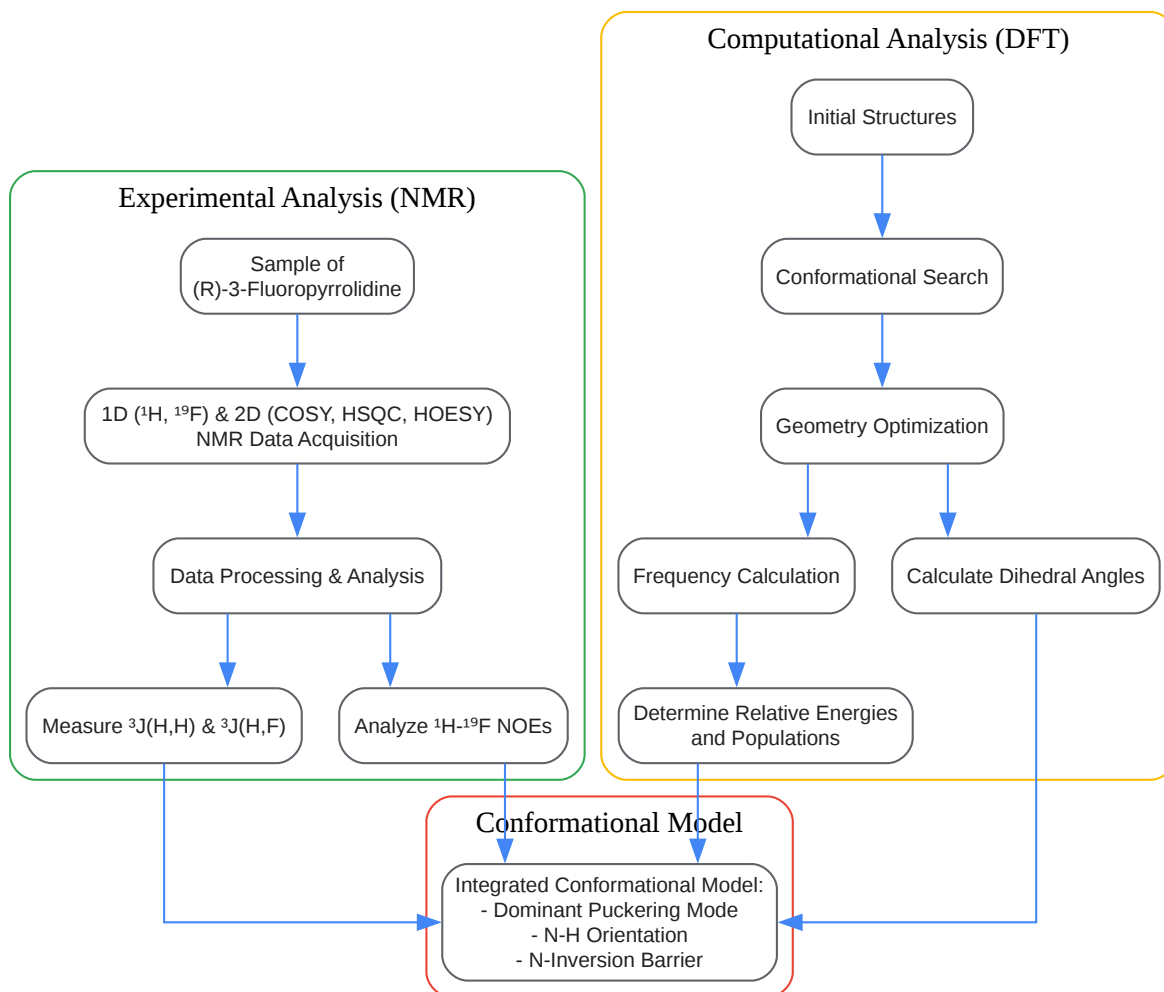 Experimental Analysis (NMR)
Sample of
(R)-3-Fluoropyrrolidine
1D (¹H, ¹⁹F) & 2D (COSY, HSQC, HOESY)
NMR Data Acquisition
Data Processing & Analysis
Measure ³J(H,H) & ³J(H,F)
Analyze ¹H-¹⁹F NOEs
Computational Analysis (DFT)
Initial Structures
Conformational Search
Geometry Optimization
Frequency Calculation
Calculate Dihedral Angles
Determine Relative Energies
and Populations
Conformational Model
Integrated Conformational Model:
- Dominant Puckering Mode
- N-H Orientation
- N-Inversion Barrier